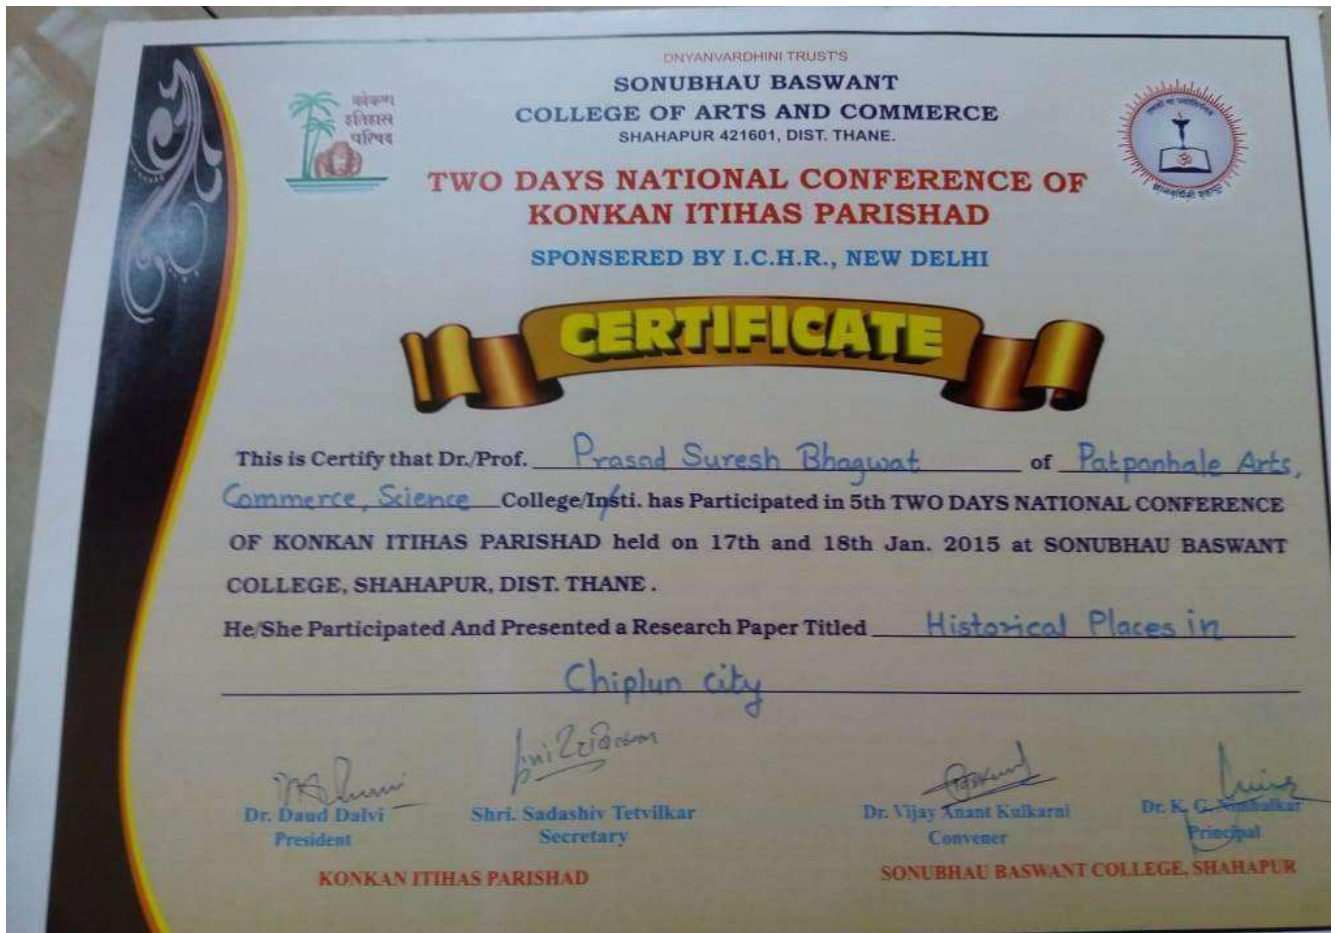 DNYANVARDHINI TRUST'S
SONUBHAU BASWANT
COLLEGE OF ARTS AND COMMERCE
SHAHAPUR 421601, DIST. THANE.
कोकण
इतिहास
परिषद
TWO DAYS NATIONAL CONFERENCE OF
KONKAN ITIHAS PARISHAD
SPONSERED BY I.C.H.R., NEW DELHI
CERTIFICATE
This is Certify that Dr./Prof. Prasad Suresh Bhagwat of Patpanhale Arts,
Commerce, Science College/Insti. has Participated in 5th TWO DAYS NATIONAL CONFERENCE
OF KONKAN ITIHAS PARISHAD held on 17th and 18th Jan. 2015 at SONUBHAU BASWANT
COLLEGE, SHAHAPUR, DIST. THANE .
He/She Participated And Presented a Research Paper Titled Historical Places in
Chiplun city
Dr. Daud Dalvi Shri. Sadashiv Tetvilkar Dr. Vijay Anant Kulkarni Dr. K. G. Nimbalkar
President Secretary Convener Principal
KONKAN ITIHAS PARISHAD SONUBHAU BASWANT COLLEGE, SHAHAPUR